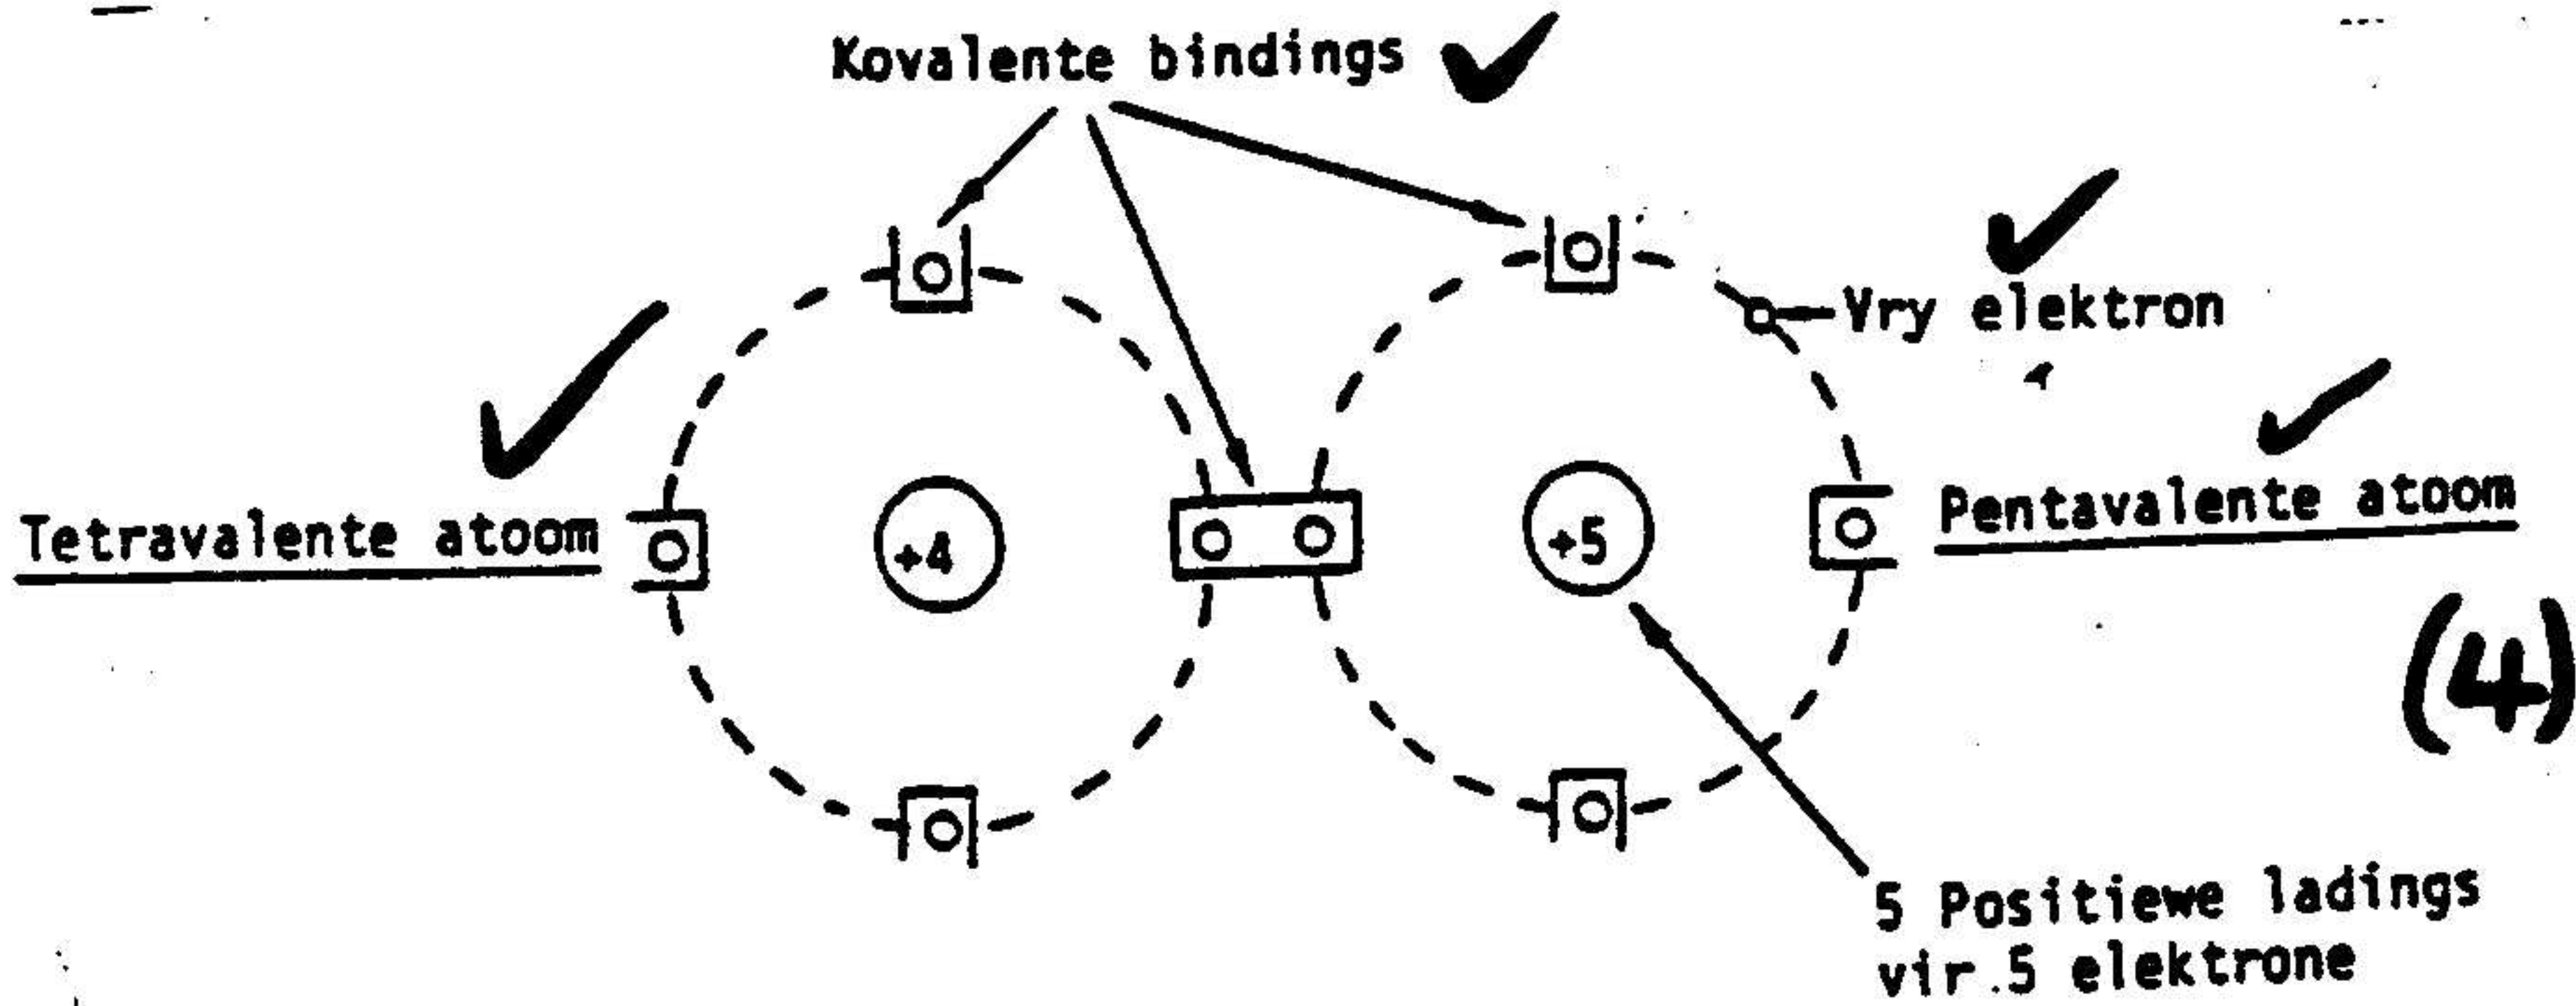 Kovalente bindings
Vry elektron
Tetravalente atoom
+4
+5
Pentavalente atoom
(4)
5 Positiewe ladings
vir.5 elektrone